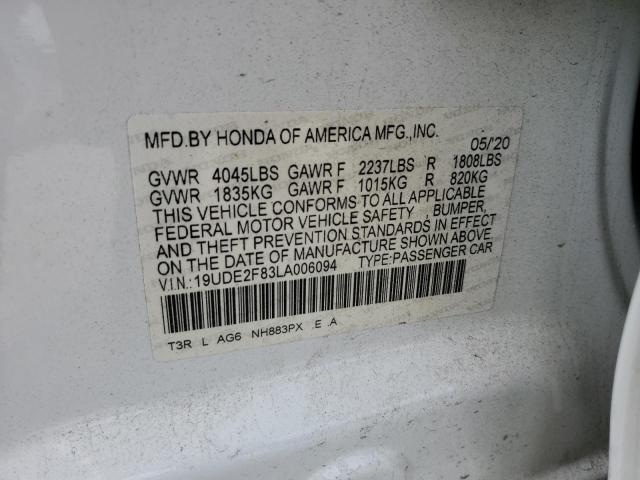 MFD.BY HONDA OF AMERICA MFG.,INC. 05/'20
GVWR 4045LBS GAWR F 2237LBS R 1808LBS
GVWR 1835KG GAWR F 1015KG R 820KG
THIS VEHICLE CONFORMS TO ALL APPLICABLE
FEDERAL MOTOR VEHICLE SAFETY , BUMPER,
AND THEFT PREVENTION STANDARDS IN EFFECT
ON THE DATE OF MANUFACTURE SHOWN ABOVE.
V.I.N.:19UDE2F83LA006094 TYPE:PASSENGER CAR
T3R L AG6 NH883PX .E .A